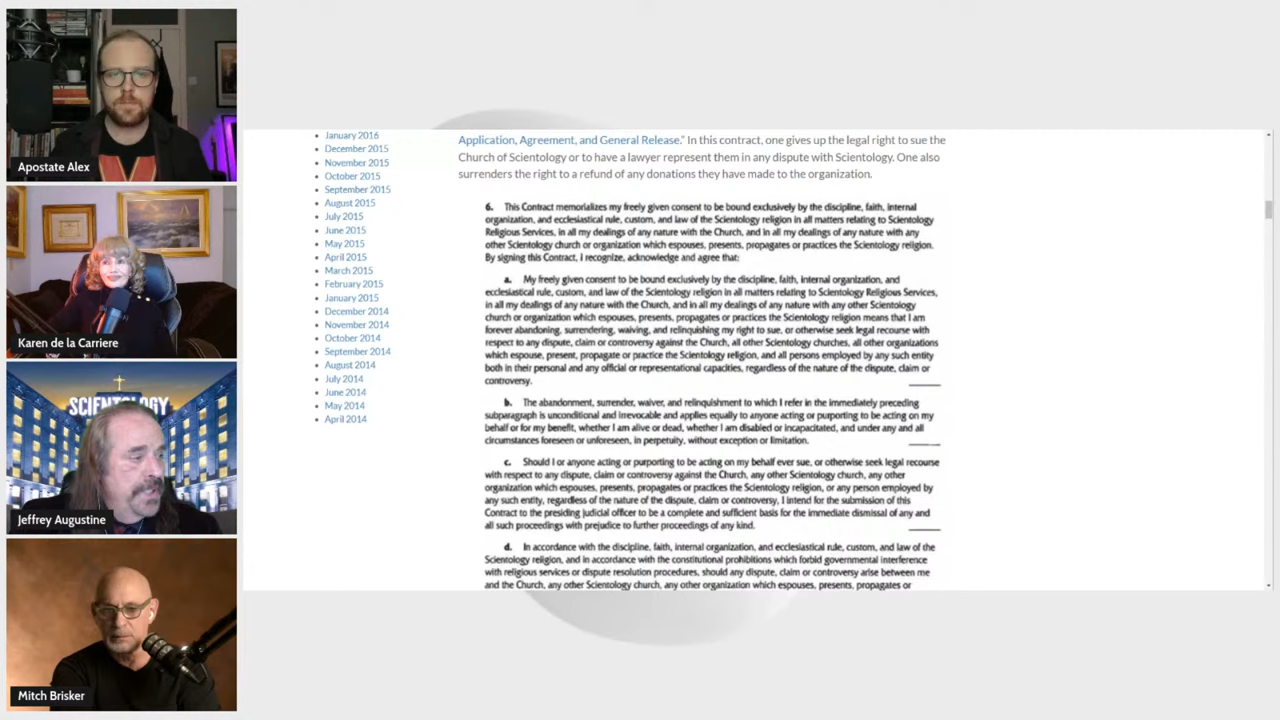 Apostate Alex
Karen de la Carriere
SCIENTOLOGY
Jeffrey Augustine
Mitch Brisker
January 2016
December 2015
November 2015
October 2015
September 2015
August 2015
July 2015
June 2015
May 2015
April 2015
March 2015
February 2015
January 2015
December 2014
November 2014
October 2014
September 2014
August 2014
July 2014
June 2014
May 2014
April 2014
Application, Agreement, and General Release." In this contract, one gives up the legal right to sue the
Church of Scientology or to have a lawyer represent them in any dispute with Scientology. One also
surrenders the right to a refund of any donations they have made to the organization.
6. This Contract memorializes my freely given consent to be bound exclusively by the discipline, faith, internal
organization, and ecclesiastical rule, custom, and law of the Scientology religion in all matters relating to Scientology
Religious Services, in all my dealings of any nature with the Church, and in all my dealings of any nature with any
other Scientology church or organization which espouses, presents, propagates or practices the Scientology religion.
By signing this Contract, I recognize, acknowledge and agree that:
a. My freely given consent to be bound exclusively by the discipline, faith, internal organization, and
ecclesiastical rule, custom, and law of the Scientology religion in all matters relating to Scientology Religious Services,
in all my dealings of any nature with the Church, and in all my dealings of any nature with any other Scientology
church or organization which espouses, presents, propagates or practices the Scientology religion means that I am
forever abandoning, surrendering, waiving, and relinquishing my right to sue, or otherwise seek legal recourse with
respect to any dispute, claim or controversy against the Church, all other Scientology churches, all other organizations
which espouse, present, propagate or practice the Scientology religion, and all persons employed by any such entity
both in their personal and any official or representational capacities, regardless of the nature of the dispute, claim or
controversy.
b. The abandonment, surrender, waiver, and relinquishment to which I refer in the immediately preceding
subparagraph is unconditional and irrevocable and applies equally to anyone acting or purporting to be acting on my
behalf or for my benefit, whether I am alive or dead, whether I am disabled or incapacitated, and under any and all
circumstances foreseen or unforeseen, in perpetuity, without exception or limitation.
c. Should I or anyone acting or purporting to be acting on my behalf ever sue, or otherwise seek legal recourse
with respect to any dispute, claim or controversy against the Church, any other Scientology church, any other
organization which espouses, presents, propagates or practices the Scientology religion, or any person employed by
any such entity, regardless of the nature of the dispute, claim or controversy, I intend for the submission of this
Contract to the presiding judicial officer to be a complete and sufficient basis for the immediate dismissal of any and
all such proceedings with prejudice to further proceedings of any kind.
d. In accordance with the discipline, faith, internal organization, and ecclesiastical rule, custom, and law of the
Scientology religion, and in accordance with the constitutional prohibitions which forbid governmental interference
with religious services or dispute resolution procedures, should any dispute, claim or controversy arise between me
and the Church, any other Scientology church, any other organization which espouses, presents, propagates or